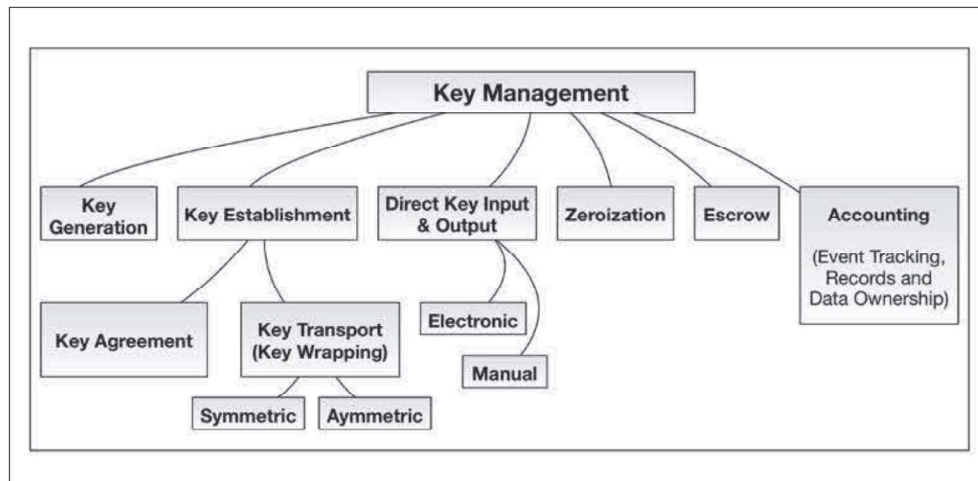 Key Management
Key
Generation
Key Establishment
Direct Key Input
& Output
Zeroization
Escrow
Accounting
(Event Tracking,
Records and
Data Ownership)
Key Agreement
Key Transport
(Key Wrapping)
Electronic
Manual
Symmetric
Aymmetric